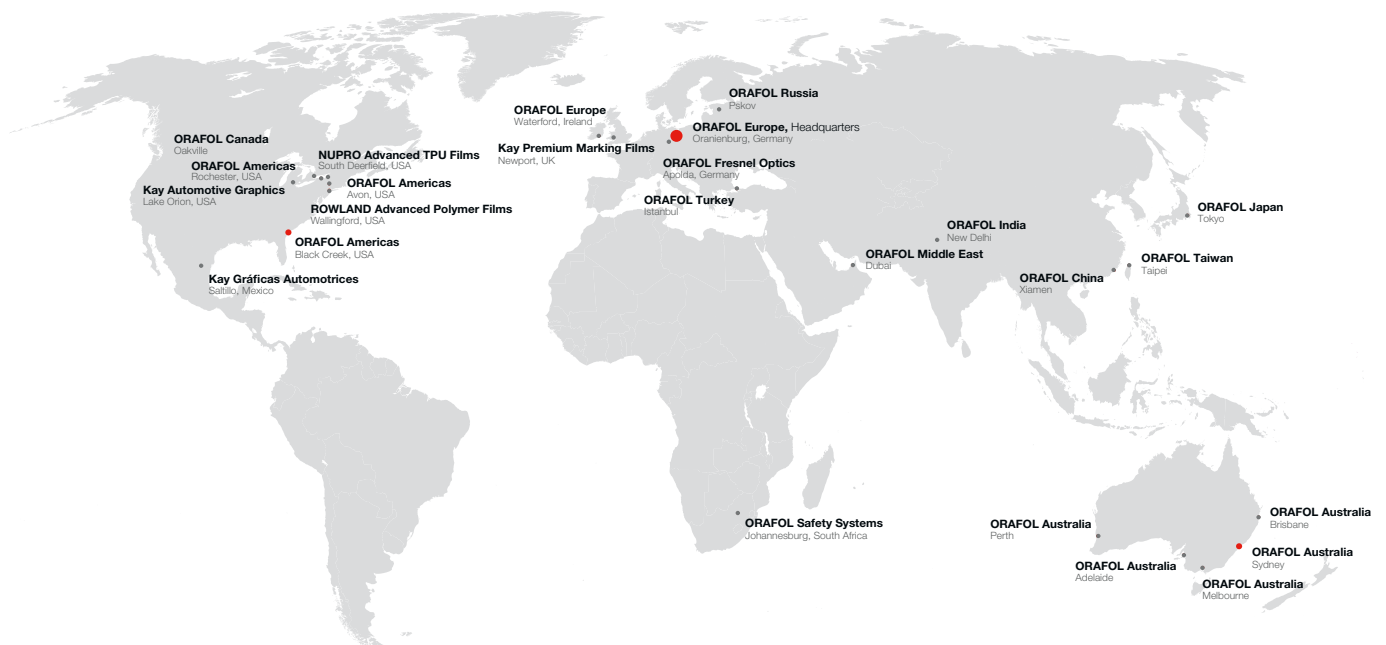 ORAFOL Russia
Pskov
ORAFOL Europe
Waterford, Ireland
ORAFOL Europe, Headquarters
Oranienburg, Germany
ORAFOL Canada
Oakville
Kay Premium Marking Films
Newport, UK
NUPRO Advanced TPU Films
South Deerfield, USA
ORAFOL Fresnel Optics
Apolda, Germany
ORAFOL Americas
Rochester, USA
ORAFOL Americas
Avon, USA
Kay Automotive Graphics
Lake Orion, USA
ORAFOL Turkey
Istanbul
ROWLAND Advanced Polymer Films
Wallingford, USA
ORAFOL Japan
Tokyo
ORAFOL India
New Delhi
ORAFOL Americas
Black Creek, USA
ORAFOL Middle East
Dubai
ORAFOL Taiwan
Taipei
Kay Gráficas Automotrices
Saltillo, Mexico
ORAFOL China
Xiamen
ORAFOL Australia
Brisbane
ORAFOL Safety Systems
Johannesburg, South Africa
ORAFOL Australia
Perth
ORAFOL Australia
Sydney
ORAFOL Australia
Adelaide
ORAFOL Australia
Melbourne